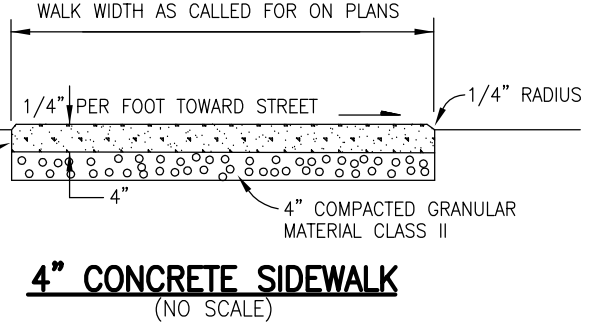 WALK WIDTH AS CALLED FOR ON PLANS
1/4" PER FOOT TOWARD STREET
1/4" RADIUS
4"
4" COMPACTED GRANULAR
MATERIAL CLASS II
4" CONCRETE SIDEWALK
(NO SCALE)